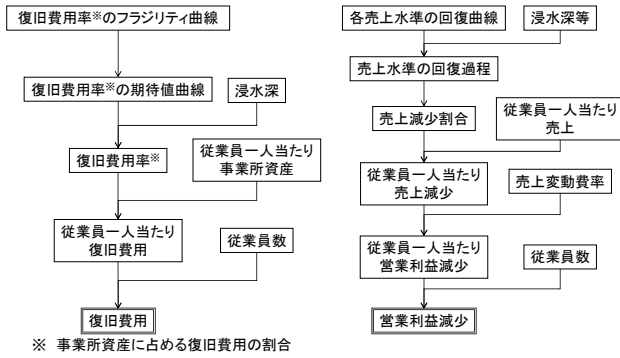 復旧費用率※のフラジリティ曲線
復旧費用率※の期待値曲線
浸水深
復旧費用率※
従業員一人当たり
事業所資産
従業員一人当たり
復旧費用
従業員数
復旧費用
※ 事業所資産に占める復旧費用の割合
各売上水準の回復曲線
浸水深等
売上水準の回復過程
売上減少割合
従業員一人当たり
売上
従業員一人当たり
売上減少
売上変動費率
従業員一人当たり
営業利益減少
従業員数
営業利益減少